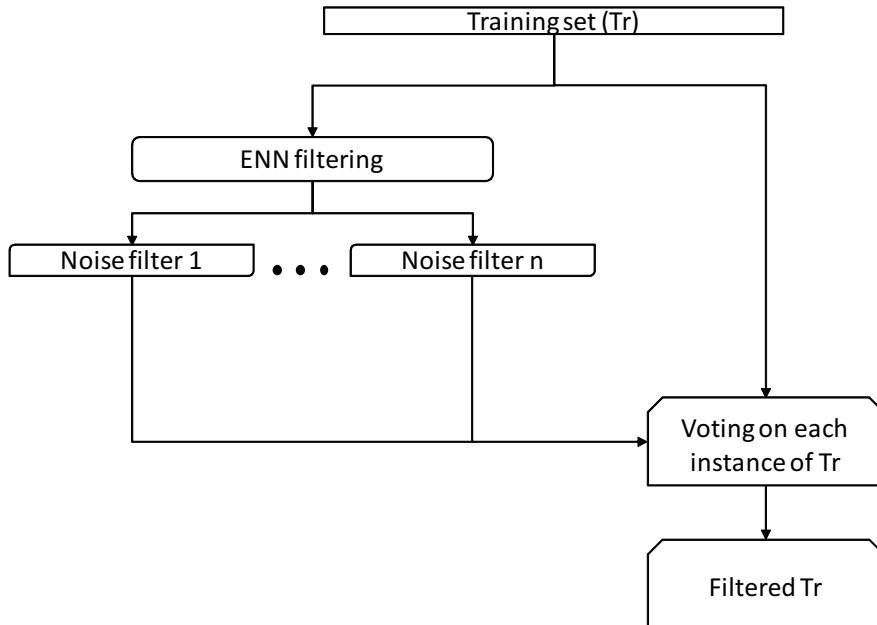 Training set (Tr)
ENN filtering
Noise filter 1
Noise filter n
Voting on each
instance of Tr
Filtered Tr